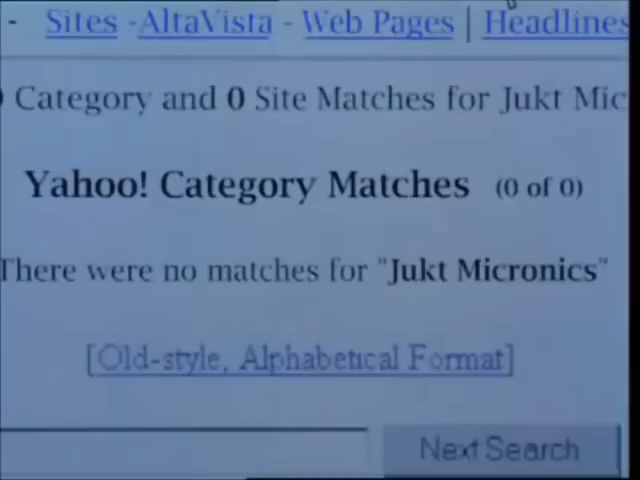 - Sites - AltaVista - Web Pages | Headlines
Category and 0 Site Matches for Jukt Mic
Yahoo! Category Matches (0 of 0)
There were no matches for "Jukt Micronics"
[Old-style, Alphabetical Format]
Next Search